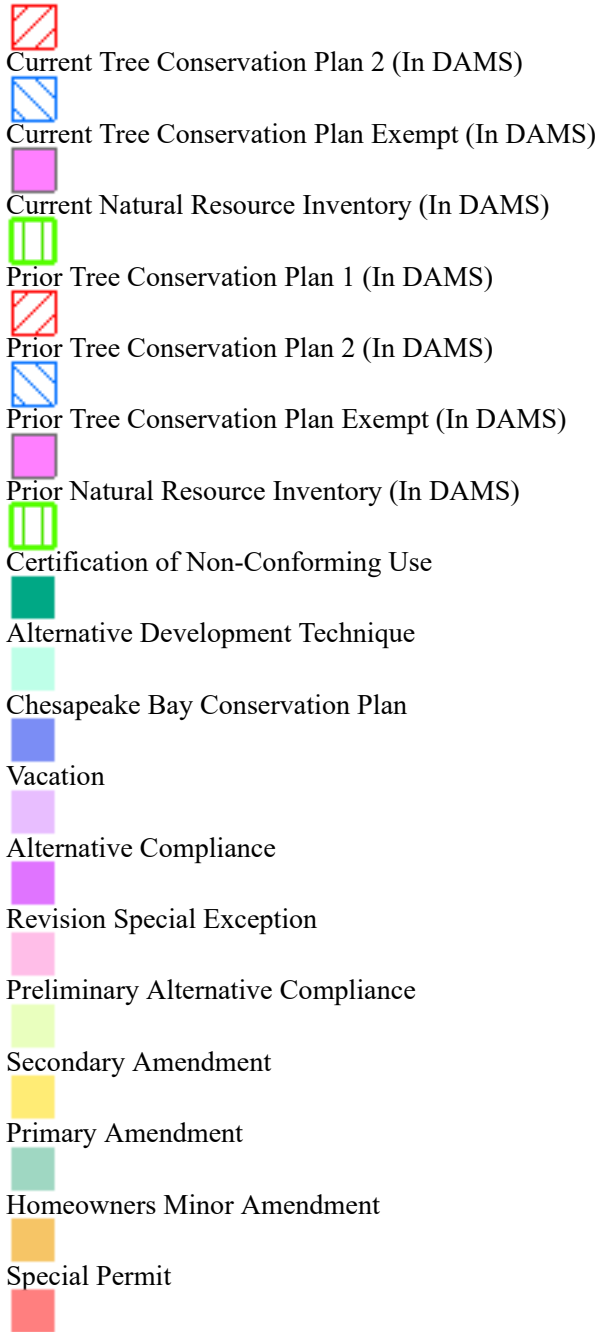 Current Tree Conservation Plan 2 (In DAMS)
Current Tree Conservation Plan Exempt (In DAMS)
Current Natural Resource Inventory (In DAMS)
Prior Tree Conservation Plan 1 (In DAMS)
Prior Tree Conservation Plan 2 (In DAMS)
Prior Tree Conservation Plan Exempt (In DAMS)
Prior Natural Resource Inventory (In DAMS)
Certification of Non-Conforming Use
Alternative Development Technique
Chesapeake Bay Conservation Plan
Vacation
Alternative Compliance
Revision Special Exception
Preliminary Alternative Compliance
Secondary Amendment
Primary Amendment
Homeowners Minor Amendment
Special Permit